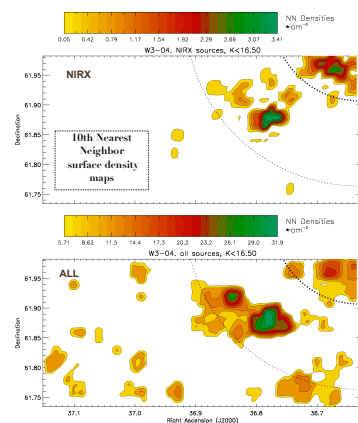 NN Densities
*am⁻²
0.05 0.42 0.79 1.17 1.54 1.92 2.29 2.66 3.03 3.41
W3-04. NIRX sources, K<16.50
NIRX
61.95
61.90
61.85
61.80
61.75
Declination
10th Nearest
Neighbor
surface density
maps
NN Densities
*am⁻²
5.71 8.62 11.5 14.4 17.3 20.2 23.1 26.0 28.9 31.9
W3-04. all sources, K<16.50
ALL
61.95
61.90
61.85
61.80
61.75
Declination
37.1 37.0 36.9 36.8 36.7
Right Ascension (J2000)